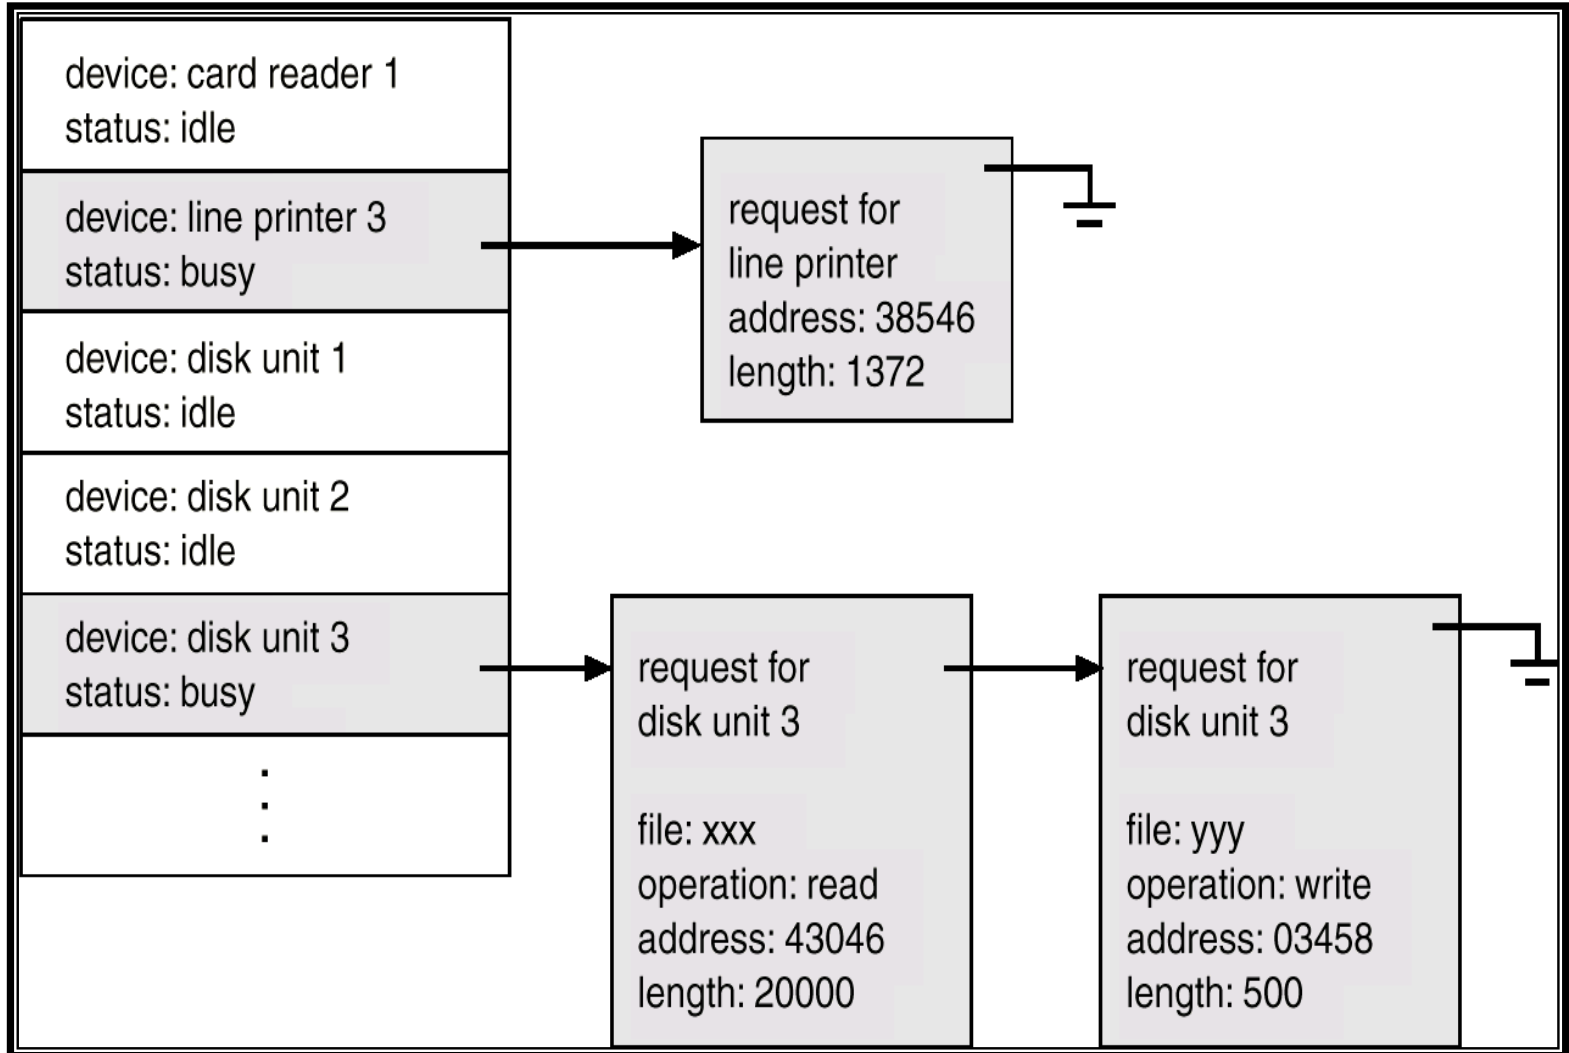 device: card reader 1
status: idle
device: line printer 3
status: busy
device: disk unit 1
status: idle
device: disk unit 2
status: idle
device: disk unit 3
status: busy
request for
line printer
address: 38546
length: 1372
request for
disk unit 3
file: xxx
operation: read
address: 43046
length: 20000
request for
disk unit 3
file: yyy
operation: write
address: 03458
length: 500